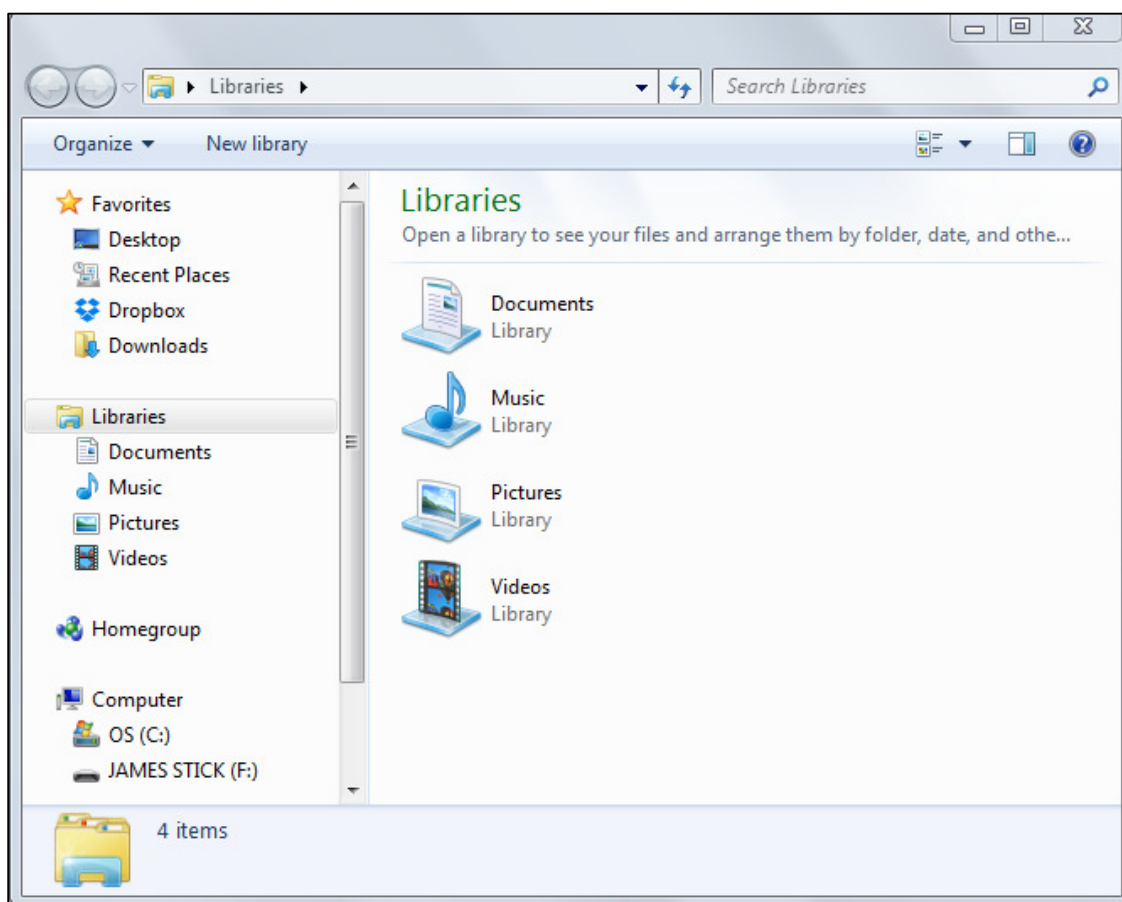 Libraries
Search Libraries
Organize
New library
Favorites
Desktop
Recent Places
Dropbox
Downloads
Libraries
Documents
Music
Pictures
Videos
Homegroup
Computer
OS (C:)
JAMES STICK (F:)
Libraries
Open a library to see your files and arrange them by folder, date, and othe...
Documents
Library
Music
Library
Pictures
Library
Videos
Library
4 items